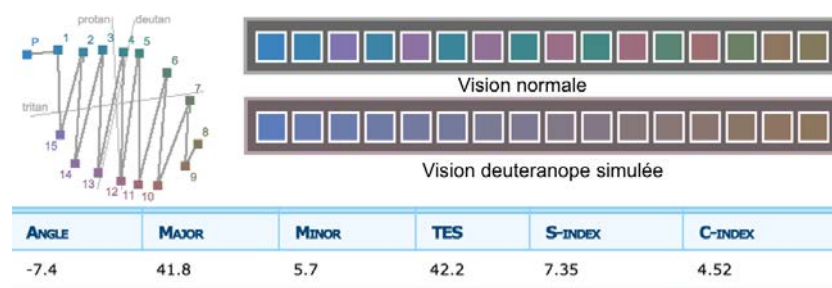 protan deutan
P 1 2 3 4 5
6
7
tritan
8
15
14 13 12 11 10 9
Vision normale
Vision deuteranope simulée
ANGLE MAJOR MINOR TES S-INDEX C-INDEX
-7.4 41.8 5.7 42.2 7.35 4.52